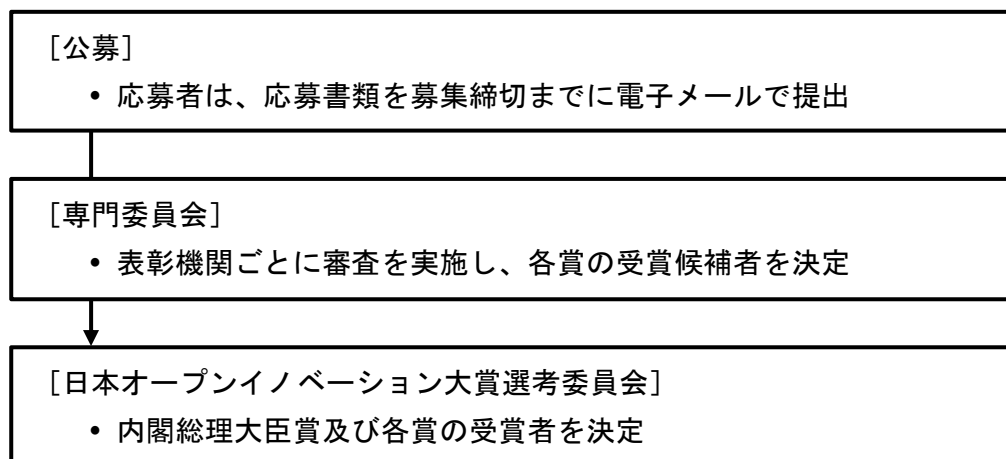 ［公募］
• 応募者は、応募書類を募集締切までに電子メールで提出
［専門委員会］
• 表彰機関ごとに審査を実施し、各賞の受賞候補者を決定
［日本オープンイノベーション大賞選考委員会］
• 内閣総理大臣賞及び各賞の受賞者を決定